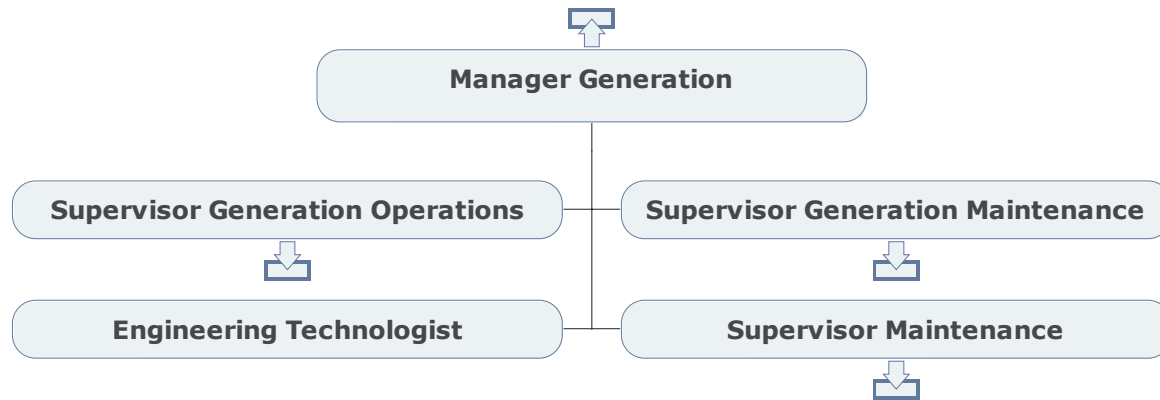 Manager Generation
Supervisor Generation Operations
Supervisor Generation Maintenance
Engineering Technologist
Supervisor Maintenance